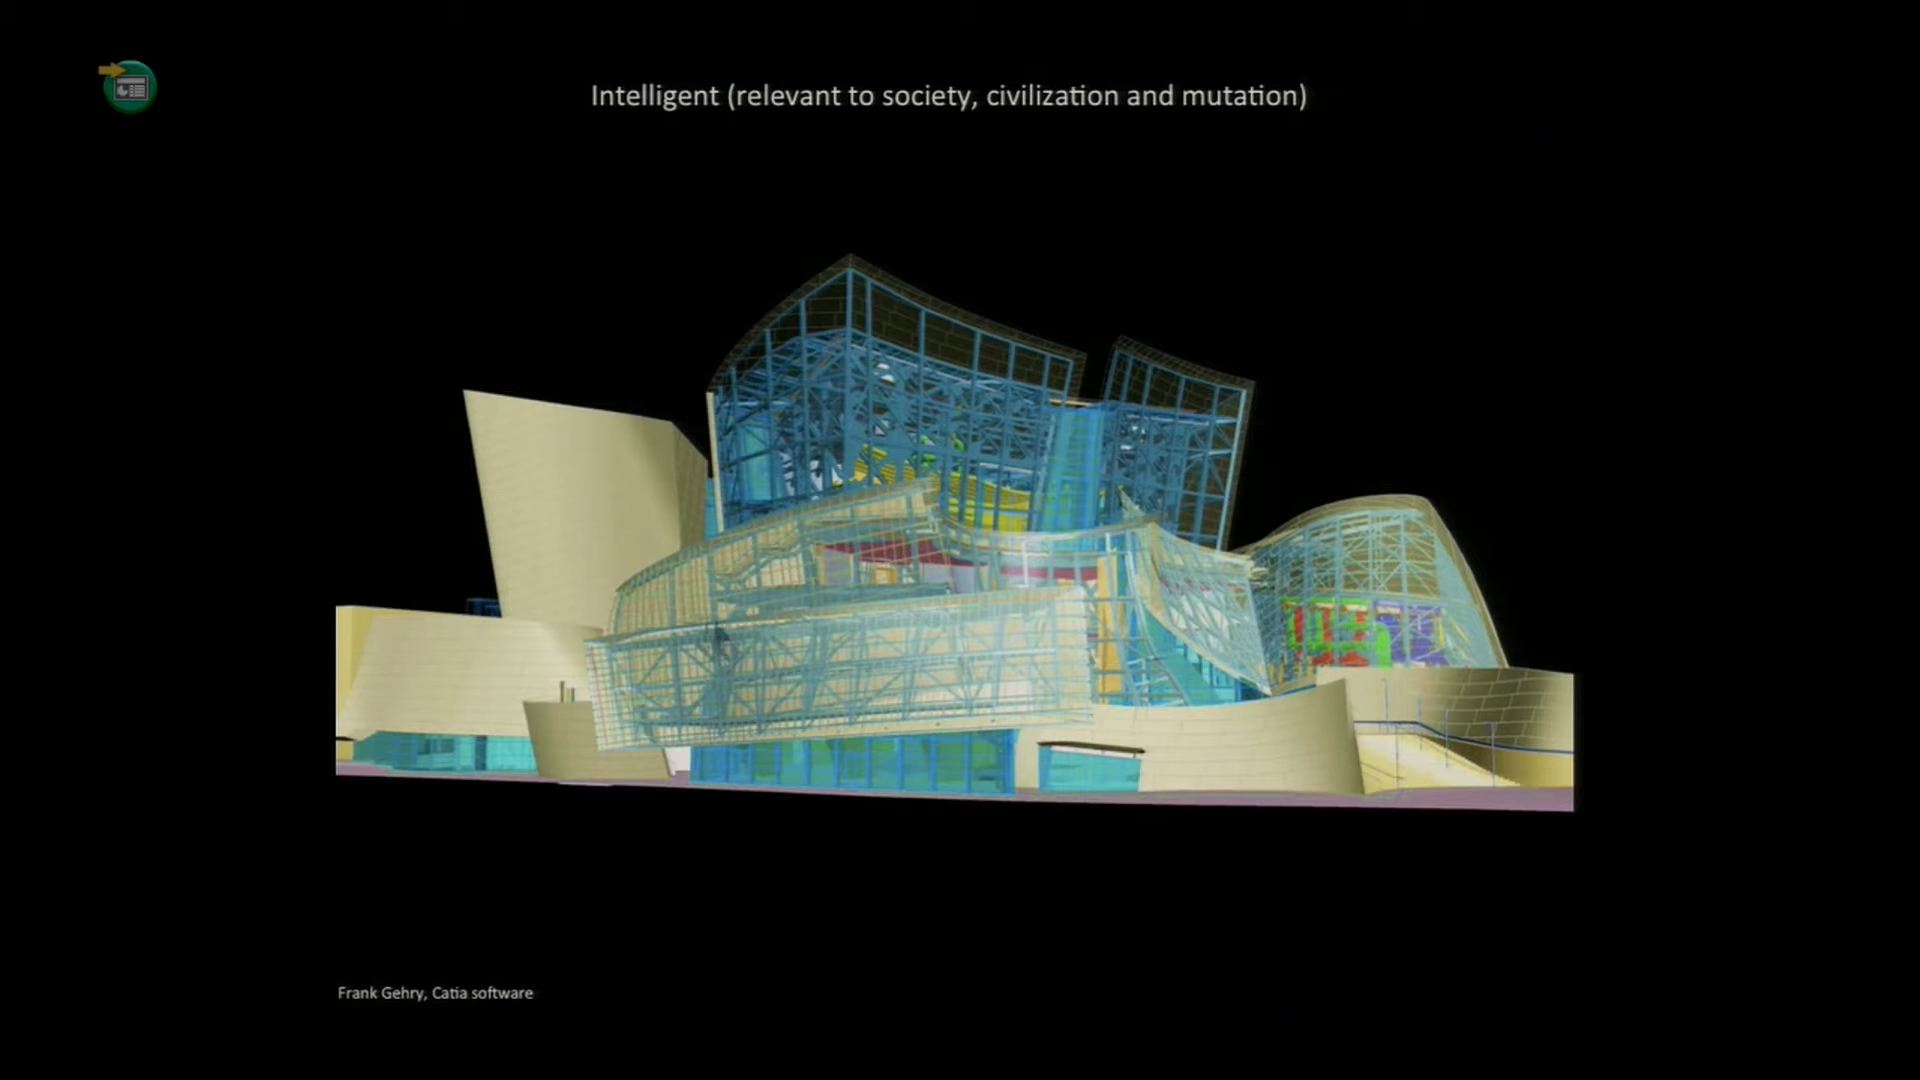 Intelligent (relevant to society, civilization and mutation)
Frank Gehry, Catia software